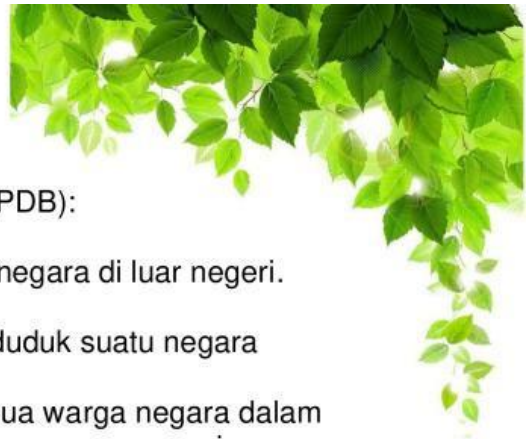 PDB):
negara di luar negeri.
duduk suatu negara
ua warga negara dalam